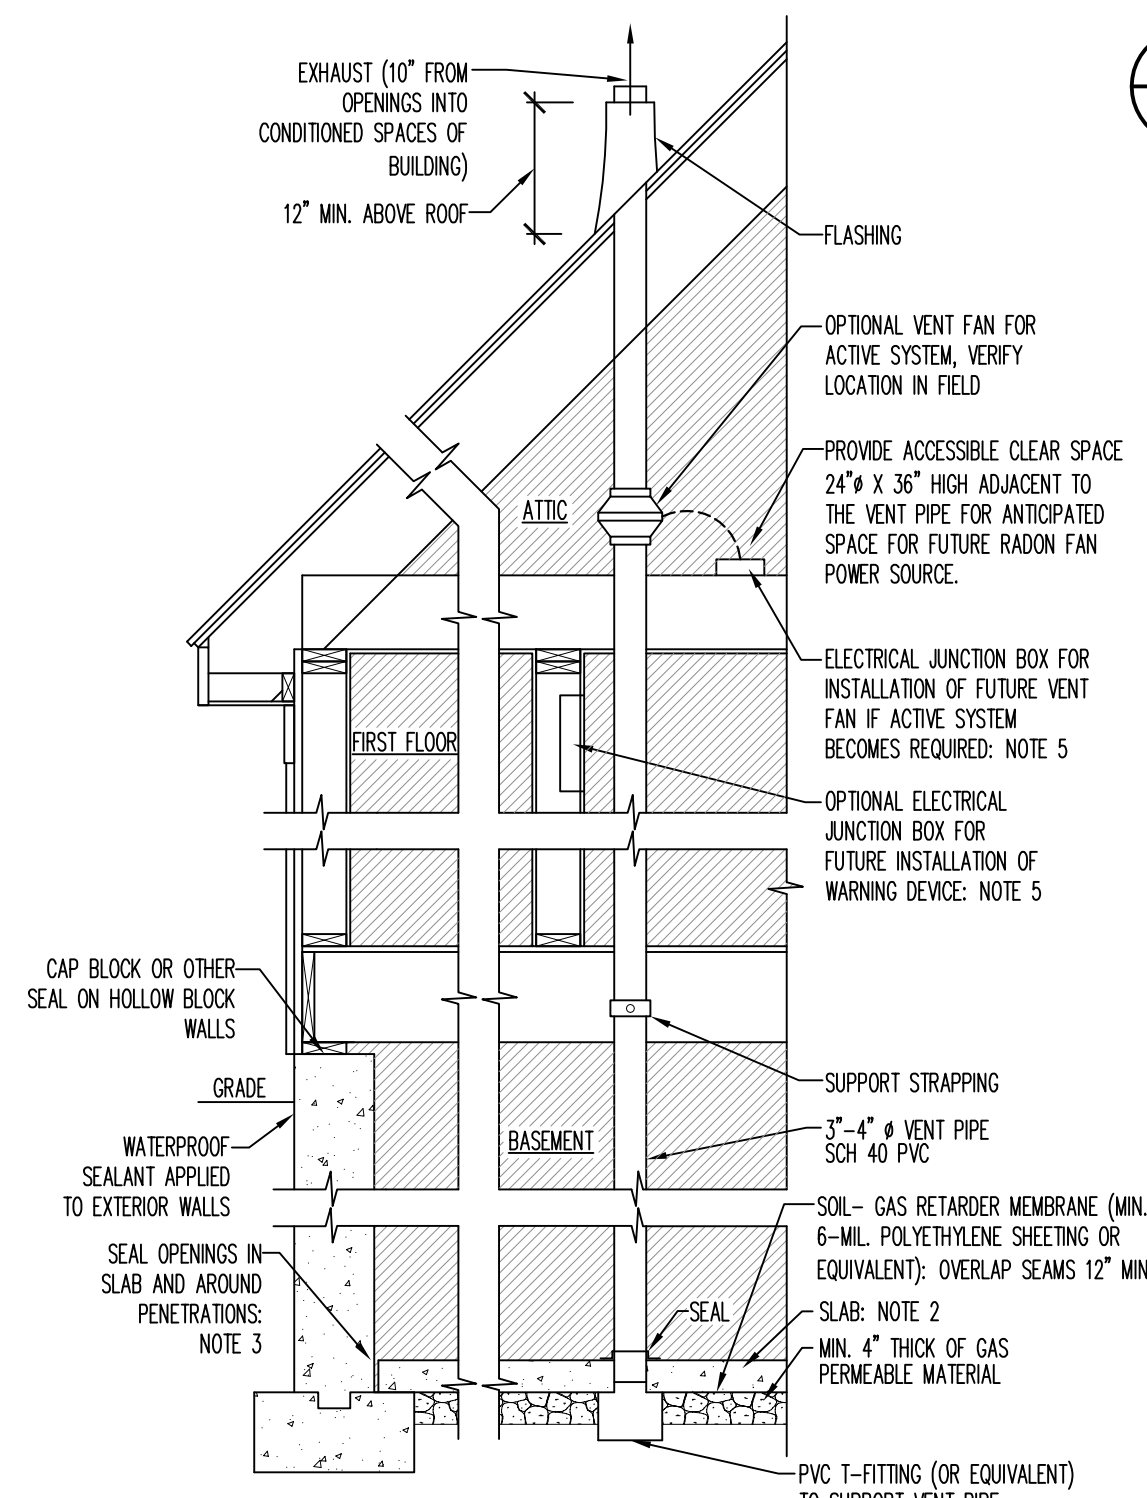 EXHAUST (10" FROM
OPENINGS INTO
CONDITIONED SPACES OF
BUILDING)
12" MIN. ABOVE ROOF
FLASHING
OPTIONAL VENT FAN FOR
ACTIVE SYSTEM, VERIFY
LOCATION IN FIELD
PROVIDE ACCESSIBLE CLEAR SPACE
24"ø X 36" HIGH ADJACENT TO
THE VENT PIPE FOR ANTICIPATED
SPACE FOR FUTURE RADON FAN
POWER SOURCE.
ATTIC
ELECTRICAL JUNCTION BOX FOR
INSTALLATION OF FUTURE VENT
FAN IF ACTIVE SYSTEM
BECOMES REQUIRED: NOTE 5
FIRST FLOOR
OPTIONAL ELECTRICAL
JUNCTION BOX FOR
FUTURE INSTALLATION OF
WARNING DEVICE: NOTE 5
CAP BLOCK OR OTHER
SEAL ON HOLLOW BLOCK
WALLS
GRADE
SUPPORT STRAPPING
WATERPROOF
SEALANT APPLIED
TO EXTERIOR WALLS
BASEMENT
3"-4" ø VENT PIPE
SCH 40 PVC
SOIL- GAS RETARDER MEMBRANE (MIN.
6-MIL. POLYETHYLENE SHEETING OR
EQUIVALENT): OVERLAP SEAMS 12" MIN
SEAL OPENINGS IN
SLAB AND AROUND
PENETRATIONS:
NOTE 3
SEAL
SLAB: NOTE 2
MIN. 4" THICK OF GAS
PERMEABLE MATERIAL
PVC T-FITTING (OR EQUIVALENT)
TO SUPPORT VENT PIPE